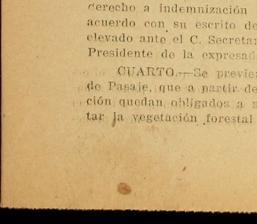 derecho a indemnización
acuerdo con su escrito de
elevado ante el C. Secreta
Presidente de la expresad
CUARTO.—Se previe
de Pasaje, que a partir de
ción quedan obligados a
tar la vegetación forestal